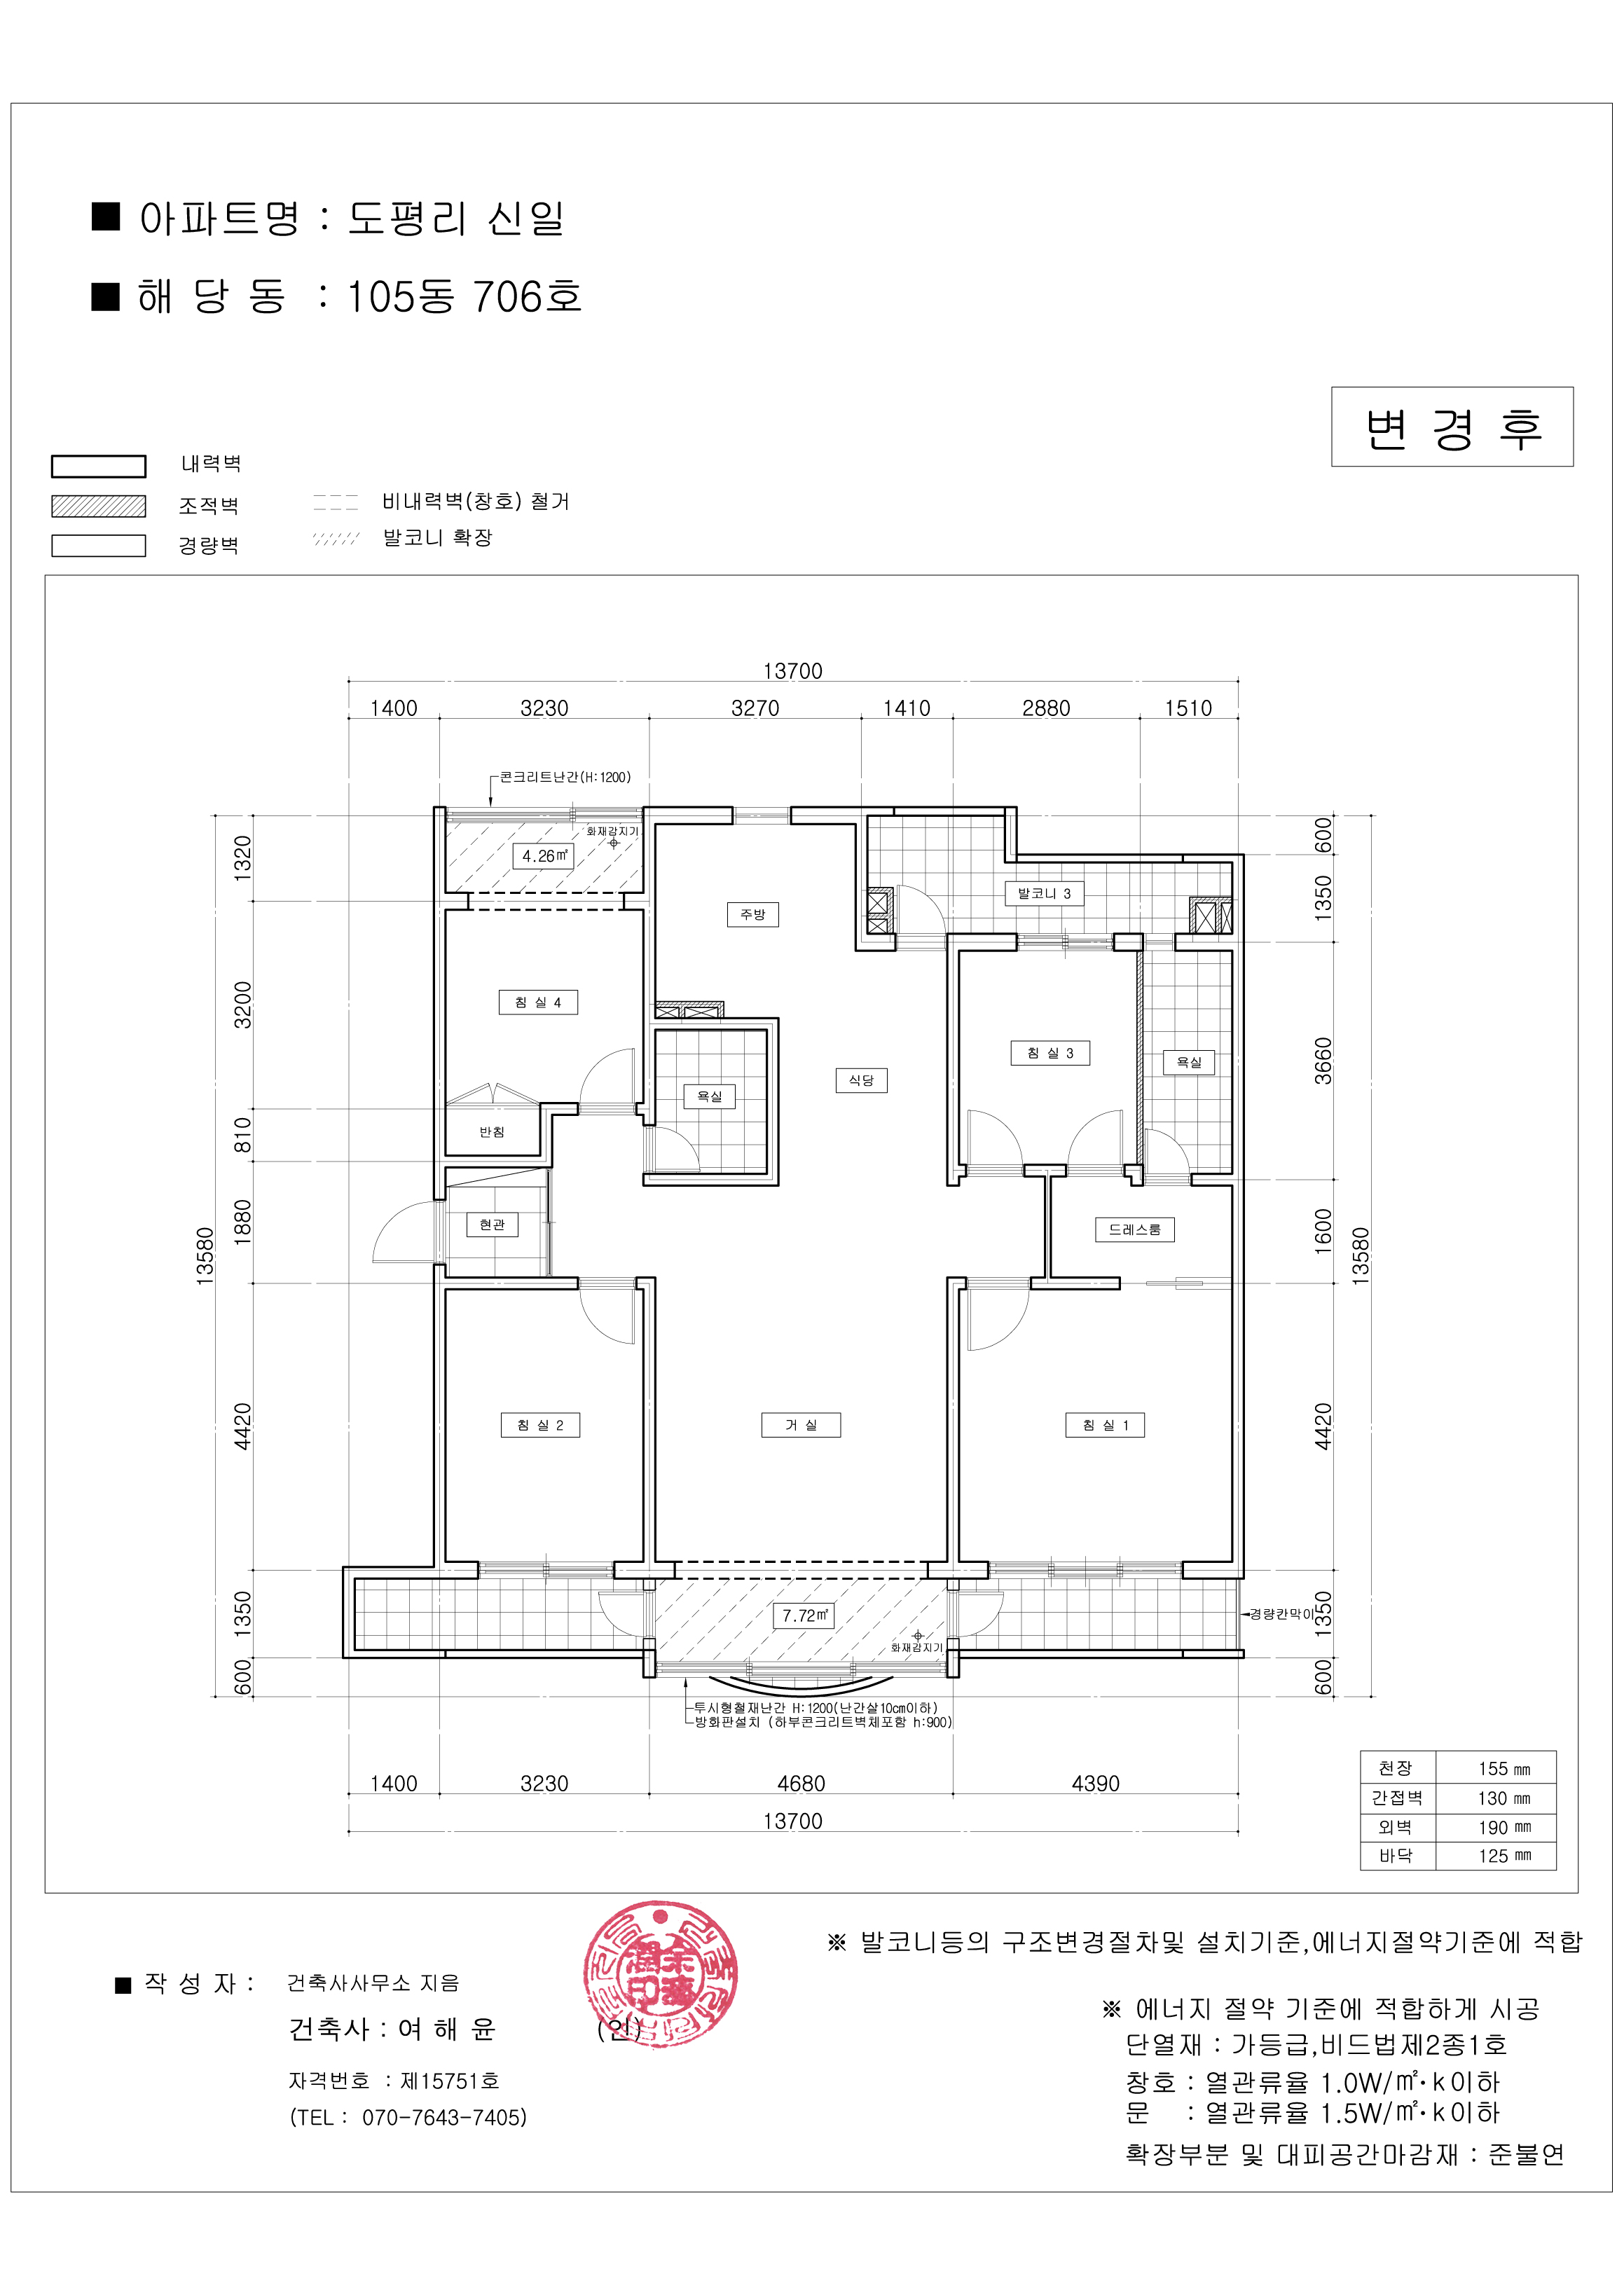 ■ 아파트명 : 도평리 신일
■ 해 당 동 : 105동 706호
변 경 후
내력벽
조적벽
경량벽
비내력벽(창호) 철거
발코니 확장
13700
1400 3230 3270 1410 2880 1510
콘크리트난간(H:1200)
화재감지기
4.26㎡
발코니 3
주방
침 실 4
침 실 3
욕실
식당
욕실
반침
현관
드레스룸
침 실 2
거 실
침 실 1
7.72㎡
경량칸막이
화재감지기
투시형철재난간 H:1200(난간살10cm이하)
방화판설치 (하부콘크리트벽체포함 h:900)
13580
1320
3200
810
1880
4420
1350
600
600
1350
3660
1600
4420
1350
600
13580
1400 3230 4680 4390
13700
천장 155 ㎜
간접벽 130 ㎜
외벽 190 ㎜
바닥 125 ㎜
※ 발코니등의 구조변경절차및 설치기준,에너지절약기준에 적합
■ 작 성 자 : 건축사사무소 지음
건축사 : 여 해 윤 (인)
자격번호 : 제15751호
(TEL : 070-7643-7405)
※ 에너지 절약 기준에 적합하게 시공
단열재 : 가등급,비드법제2종1호
창호 : 열관류율 1.0W/㎡·k이하
문 : 열관류율 1.5W/㎡·k이하
확장부분 및 대피공간마감재 : 준불연